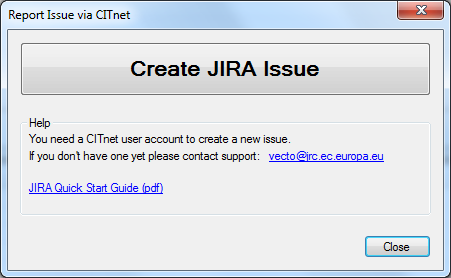 Report Issue via CITnet
Create JIRA Issue
Help
You need a CITnet user account to create a new issue.
If you don't have one yet please contact support: vecto@jrc.ec.europa.eu
JIRA Quick Start Guide (pdf)
Close